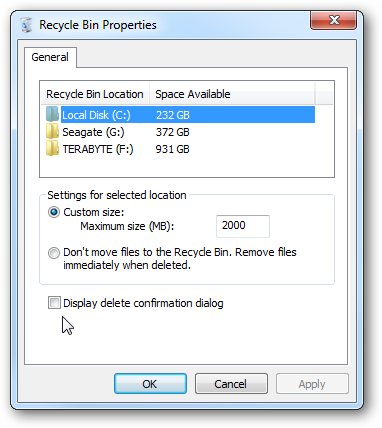 Recycle Bin Properties
General
Recycle Bin Location Space Available
Local Disk (C:) 232 GB
Seagate (G:) 372 GB
TERABYTE (F:) 931 GB
Settings for selected location
Custom size:
Maximum size (MB): 2000
Don't move files to the Recycle Bin. Remove files
immediately when deleted.
Display delete confirmation dialog
OK Cancel Apply